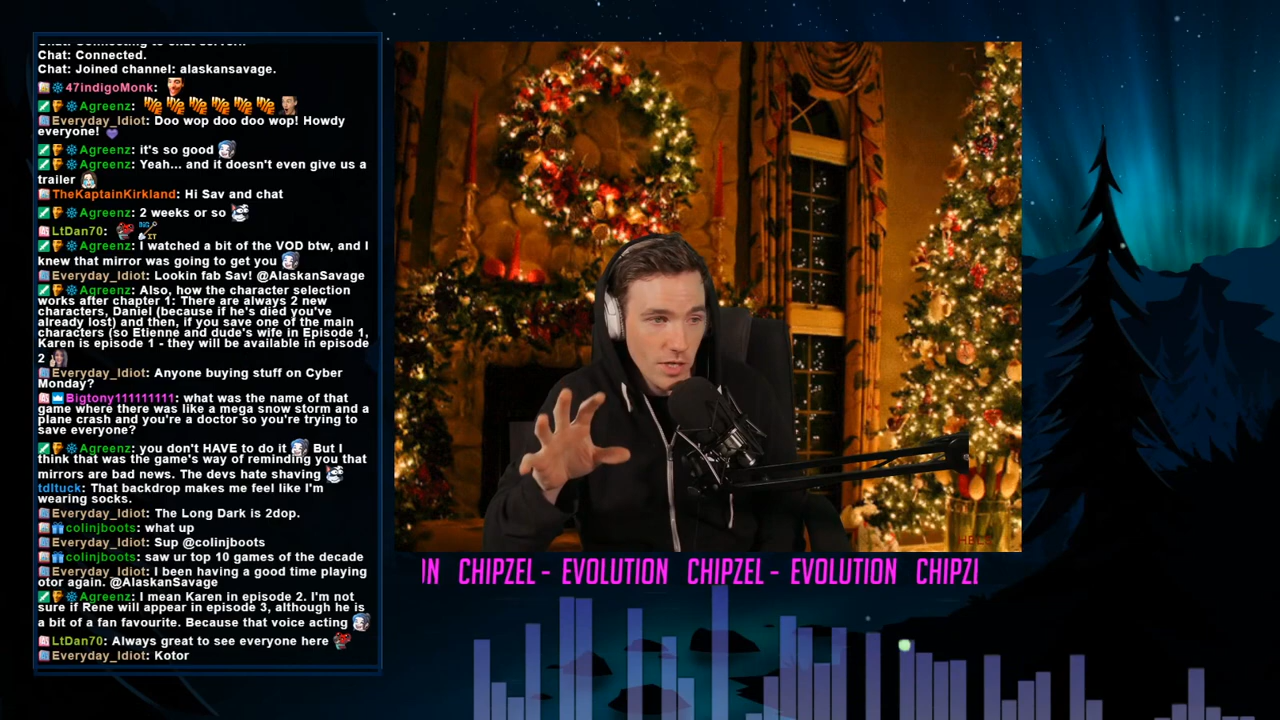 Chat: Connecting to chat server.
Chat: Connected.
Chat: Joined channel: alaskansavage.
47indigoMonk:
Agreenz:
Everyday_Idiot: Doo wop doo doo wop! Howdy
everyone!
Agreenz: it's so good
Agreenz: Yeah... and it doesn't even give us a
trailer
TheKaptainKirkland: Hi Sav and chat
Agreenz: 2 weeks or so
LtDan70:
Agreenz: I watched a bit of the VOD btw, and I
knew that mirror was going to get you
Everyday_Idiot: Lookin fab Sav! @AlaskanSavage
Agreenz: Also, how the character selection
works after chapter 1: There are always 2 new
characters, Daniel (because if he's died you've
already lost) and then, if you save one of the main
characters (so Etienne and dude's wife in Episode 1,
Karen is episode 1 - they will be available in episode
2
Everyday_Idiot: Anyone buying stuff on Cyber
Monday?
Bigtony111111111: what was the name of that
game where there was like a mega snow storm and a
plane crash and you're a doctor so you're trying to
save everyone?
Agreenz: you don't HAVE to do it But I
think that was the game's way of reminding you that
mirrors are bad news. The devs hate shaving
tdltuck: That backdrop makes me feel like I'm
wearing socks.
Everyday_Idiot: The Long Dark is 2dop.
colinjboots: what up
Everyday_Idiot: Sup @colinjboots
colinjboots: saw ur top 10 games of the decade
Everyday_Idiot: I been having a good time playing
otor again. @AlaskanSavage
Agreenz: I mean Karen in episode 2. I'm not
sure if Rene will appear in episode 3, although he is
a bit of a fan favourite. Because that voice acting
LtDan70: Always great to see everyone here
Everyday_Idiot: Kotor
IN CHIPZEL - EVOLUTION CHIPZEL - EVOLUTION CHIPZI